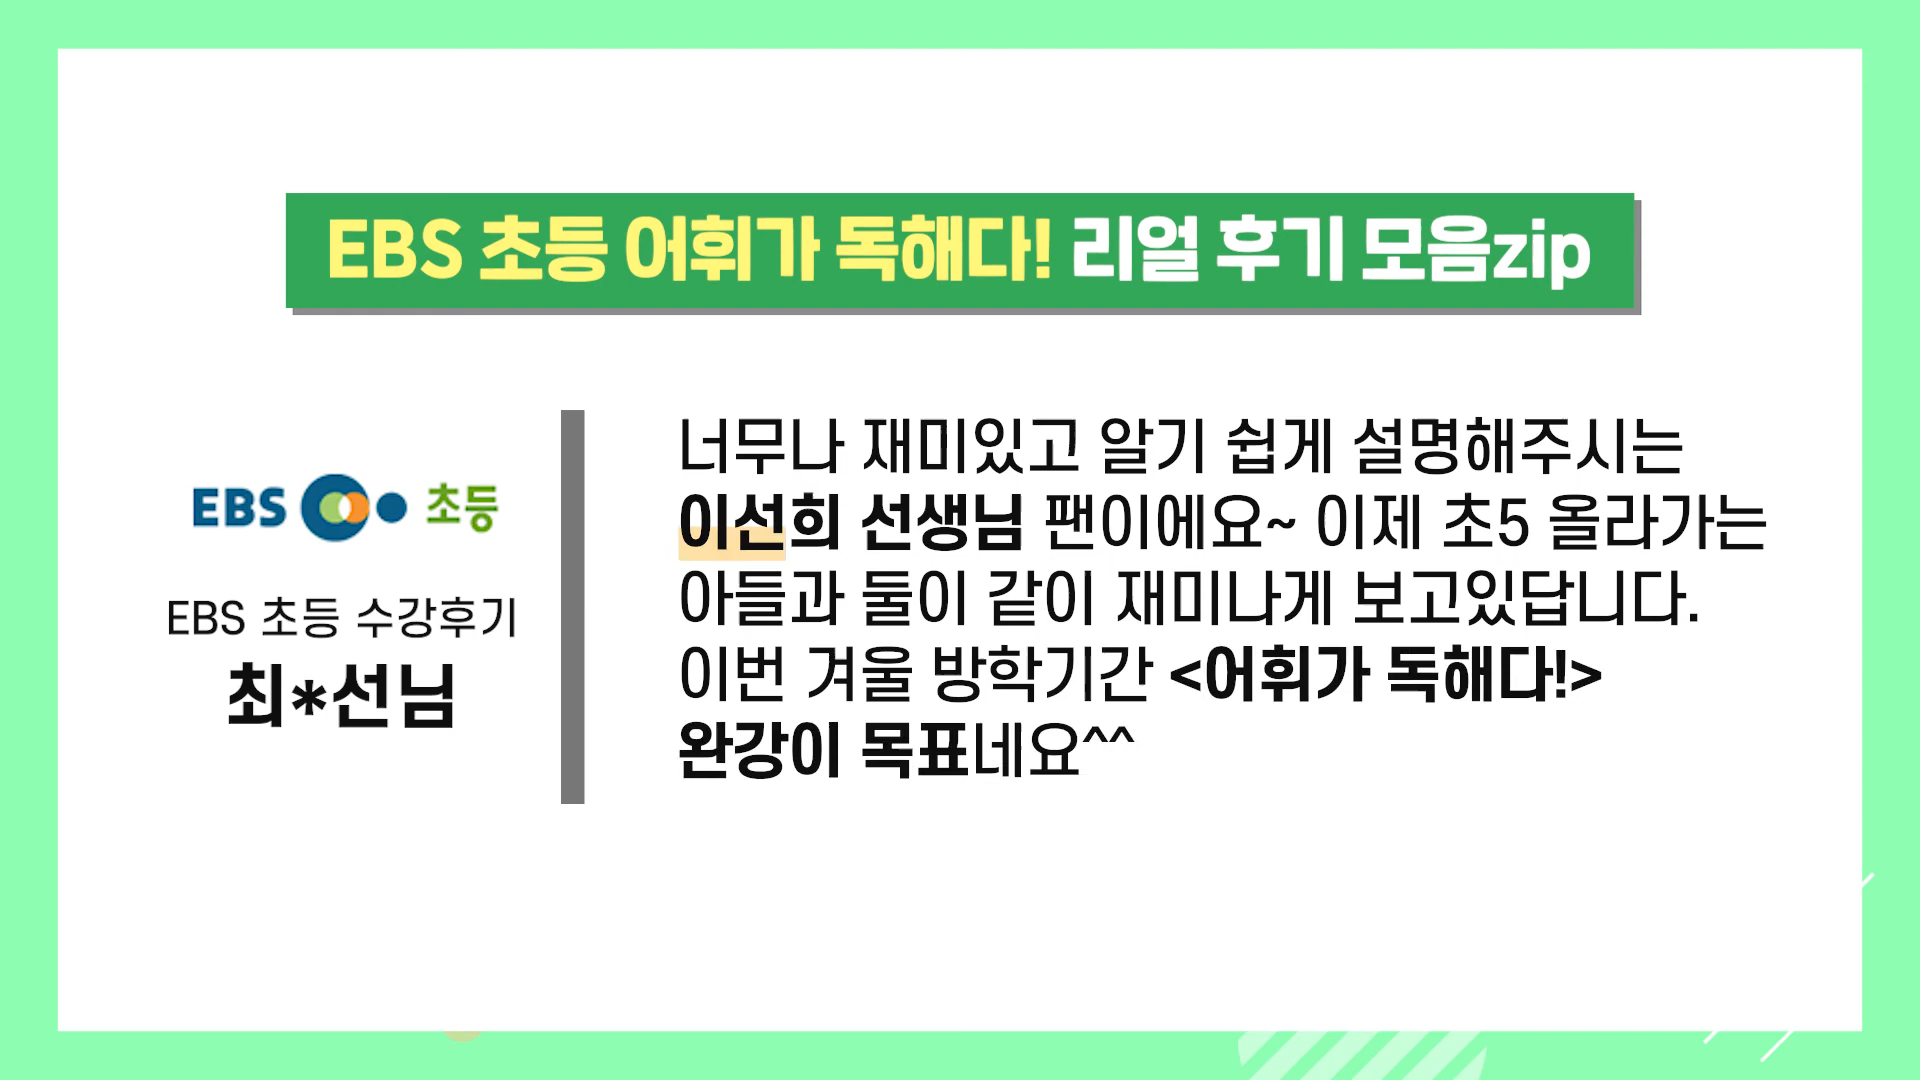 EBS 초등 어휘가 독해다! 리얼 후기 모음zip
EBS 초등
EBS 초등 수강후기
최*선님
너무나 재미있고 알기 쉽게 설명해주시는
이선희 선생님 팬이에요~ 이제 초5 올라가는
아들과 둘이 같이 재미나게 보고있답니다.
이번 겨울 방학기간 <어휘가 독해다!>
완강이 목표네요^^